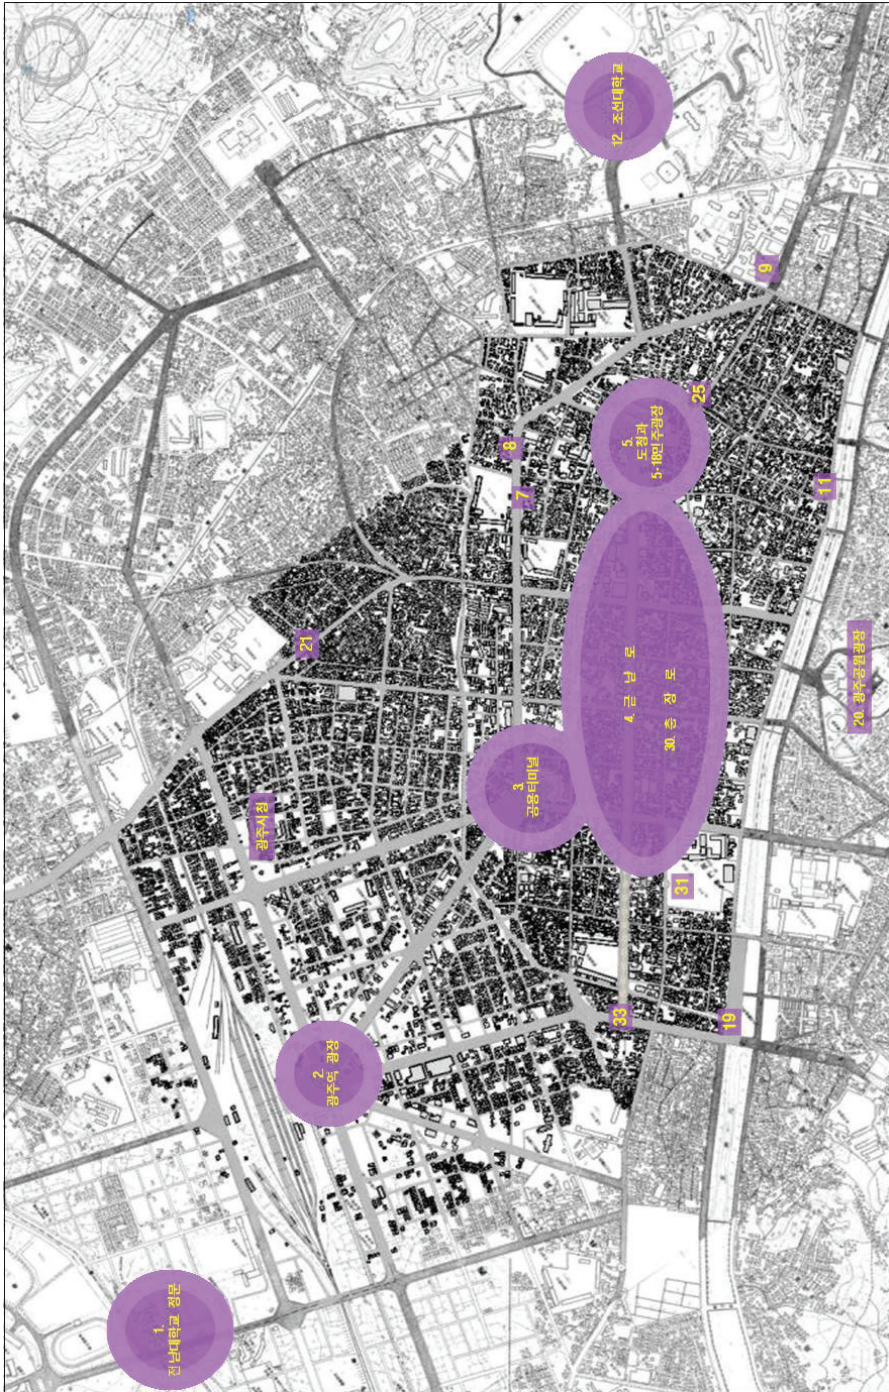 1.
전남대학교 정문
광주시청
21
2.
광주역 광장
3.
공용터미널
7
8
12. 조선대학교
33
4. 금 남 로
30. 충 장 로
5.
도청과
5·18민주광장
31
25
19
9
11
20. 광주공원광장